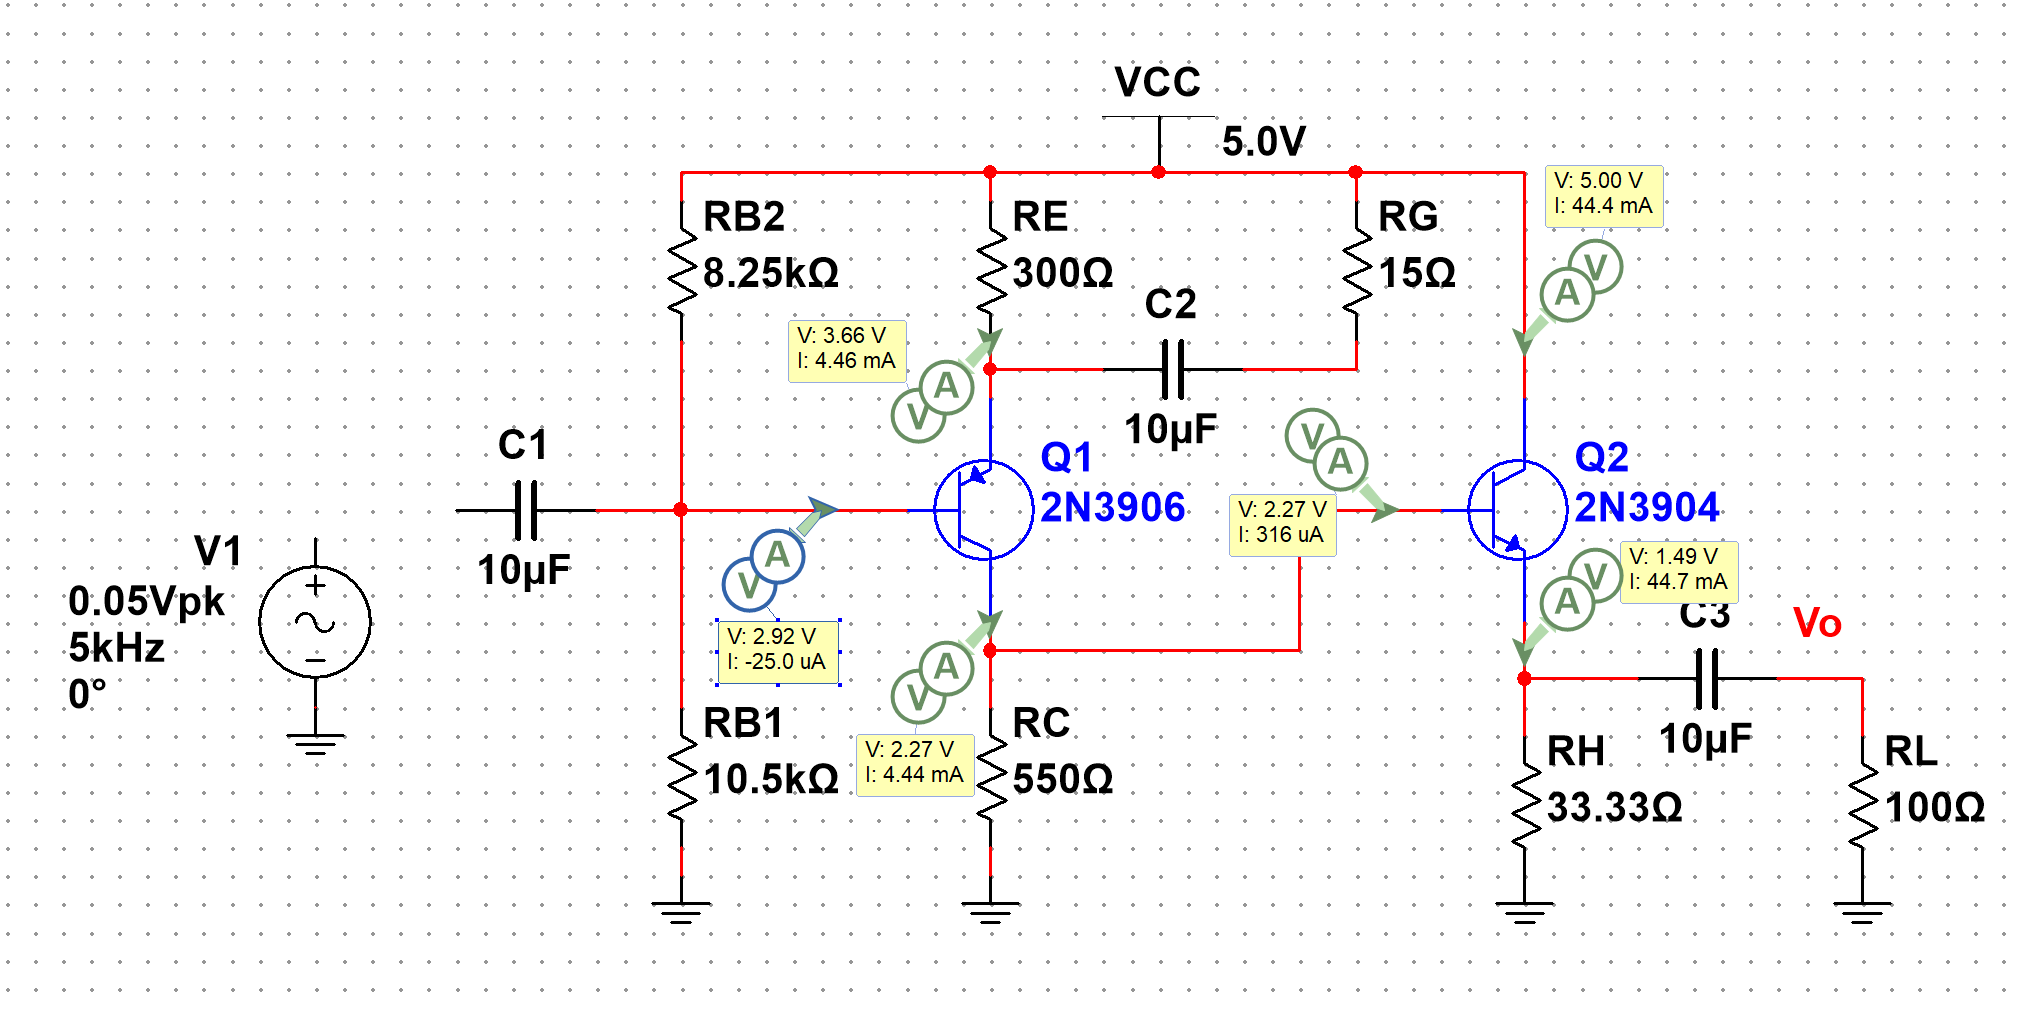 VCC
5.0V
V: 5.00 V
I: 44.4 mA
V
A
RB2
8.25kΩ
RE
300Ω
RG
15Ω
C2
10µF
V: 3.66 V
I: 4.46 mA
A
V
C1
10µF
Q1
2N3906
V
A
V: 2.27 V
I: 316 uA
Q2
2N3904
V1
0.05Vpk
5kHz
0°
A
V
V: 2.92 V
I: -25.0 uA
V: 1.49 V
I: 44.7 mA
V
A
C3
10µF
Vo
A
V
V: 2.27 V
I: 4.44 mA
RB1
10.5kΩ
RC
550Ω
RH
33.33Ω
RL
100Ω